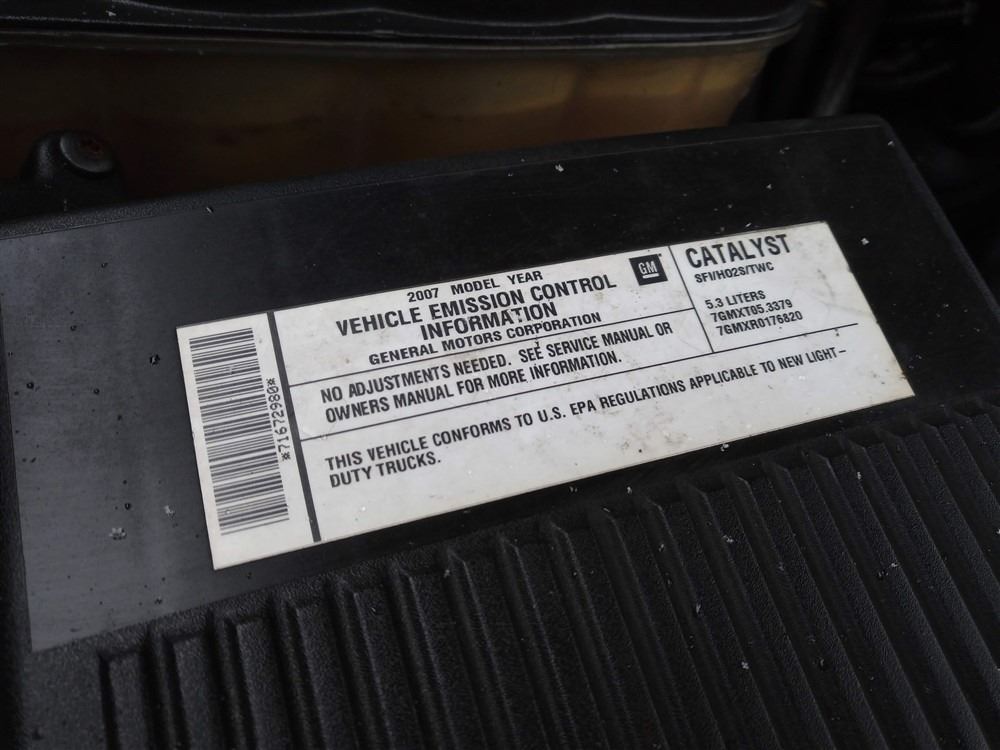 2007 MODEL YEAR
VEHICLE EMISSION CONTROL
INFORMATION
GENERAL MOTORS CORPORATION
GM
CATALYST
SFI/HO2S/TWC
5.3 LITERS
7GMXT05.3379
7GMXR0176820
NO ADJUSTMENTS NEEDED. SEE SERVICE MANUAL OR
OWNERS MANUAL FOR MORE INFORMATION.
THIS VEHICLE CONFORMS TO U.S. EPA REGULATIONS APPLICABLE TO NEW LIGHT-
DUTY TRUCKS.
*71672980*